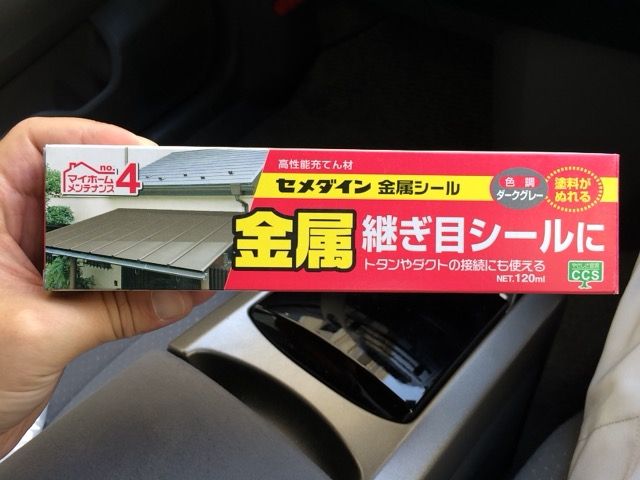 no.4
マイホーム
メンテナンス
高性能充てん材
セメダイン 金属シール
色調
ダークグレー
塗料が
ぬれる
金属 継ぎ目シールに
トタンやダクトの接続にも使える
NET.120ml
CCS